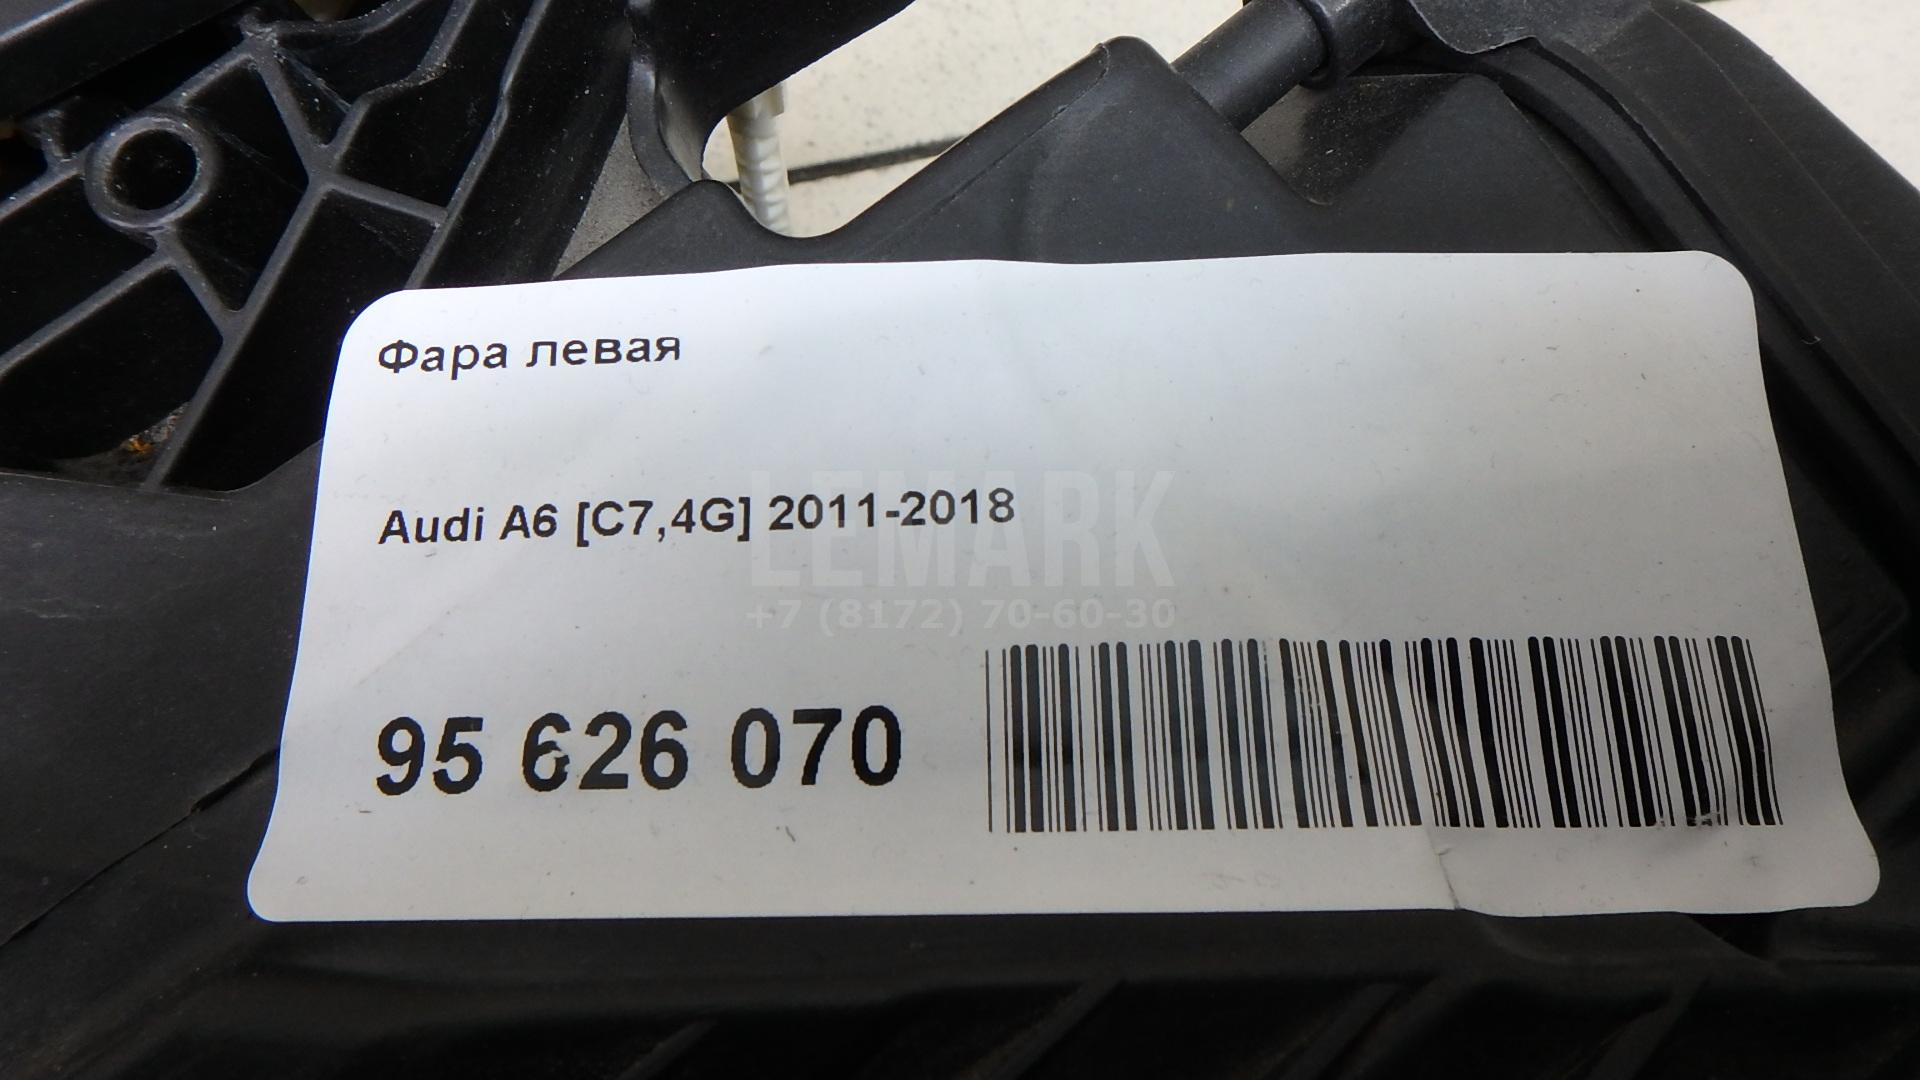 Фара левая
Audi A6 [C7,4G] 2011-2018
LEMARK
+7 (8172) 70-60-30
95 626 070